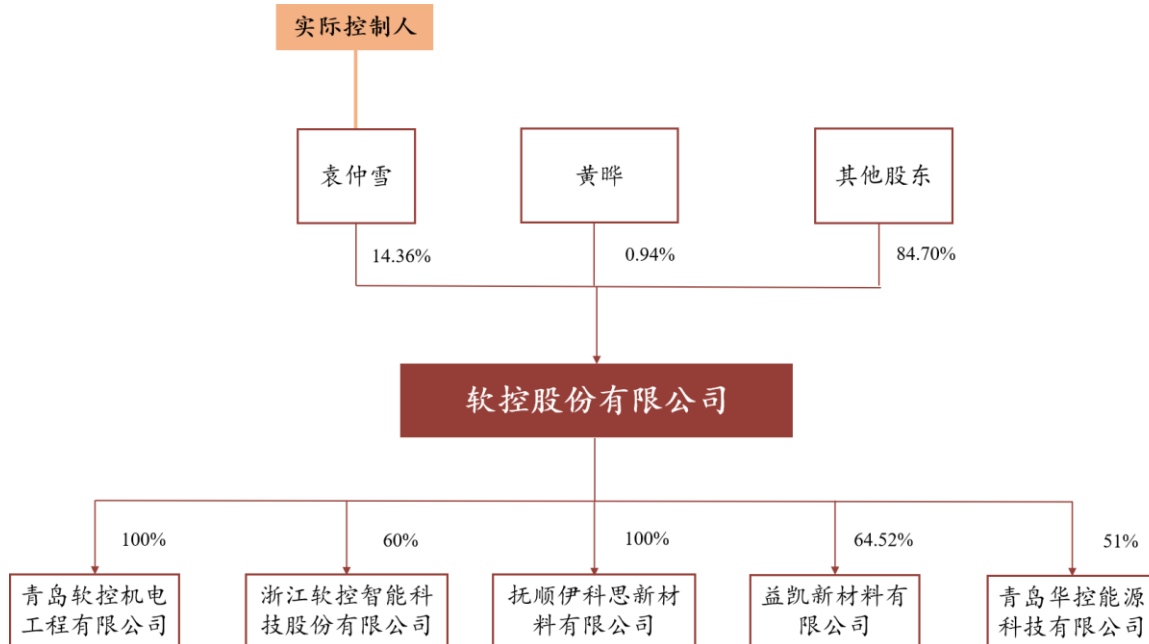 实际控制人
袁仲雪
黄晔
其他股东
14.36%
0.94%
84.70%
软控股份有限公司
100%
60%
100%
64.52%
51%
青岛软控机电
工程有限公司
浙江软控智能科
技股份有限公司
抚顺伊科思新材
料有限公司
益凯新材料有
限公司
青岛华控能源
科技有限公司